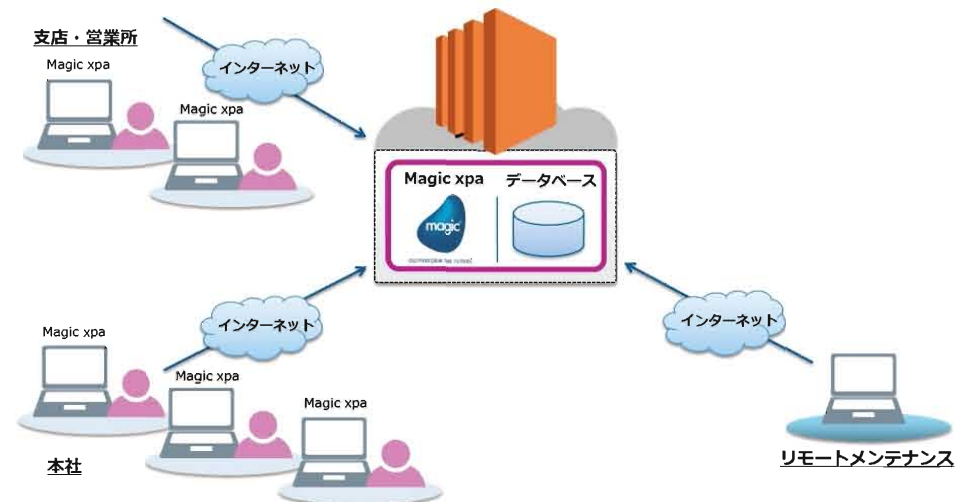 支店・営業所
Magic xpa
Magic xpa
インターネット
Magic xpa
データベース
magic
インターネット
インターネット
Magic xpa
Magic xpa
Magic xpa
本社
リモートメンテナンス